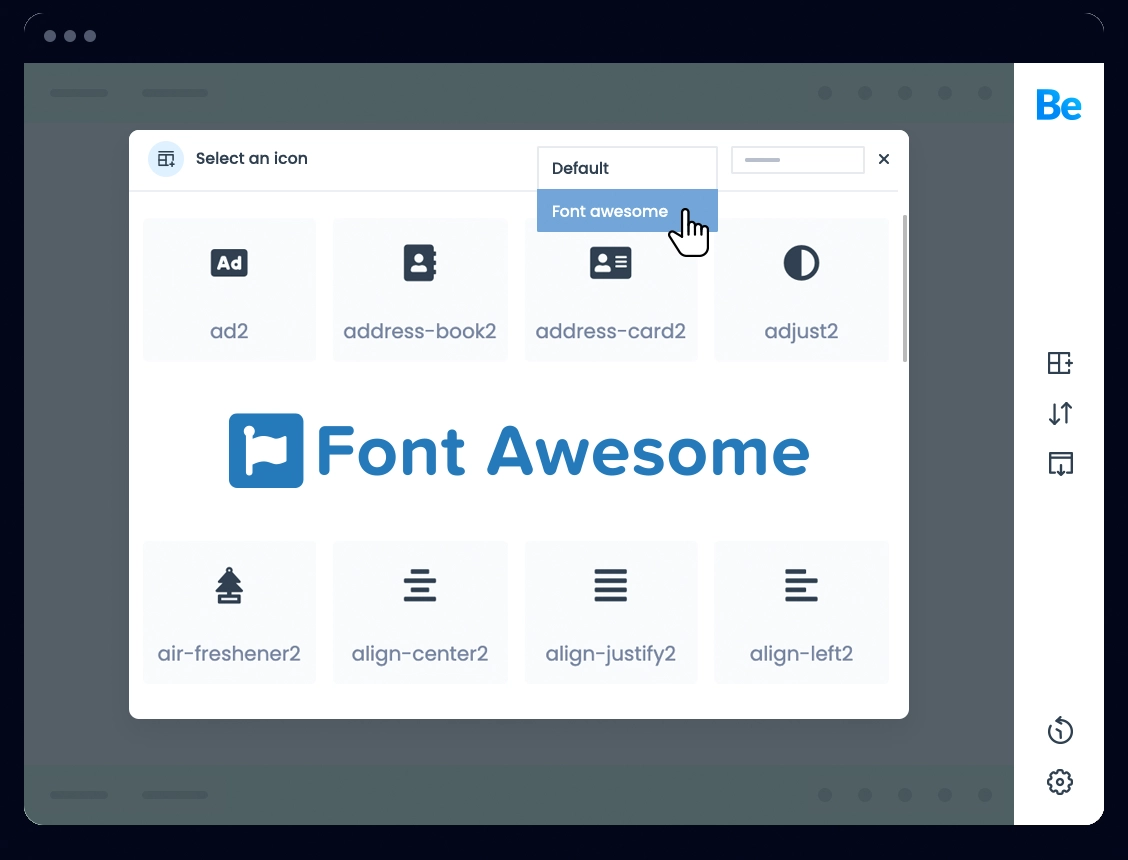 Be
Select an icon
Default
Font awesome
Ad
ad2
address-book2
address-card2
adjust2
Font Awesome
air-freshener2
align-center2
align-justify2
align-left2